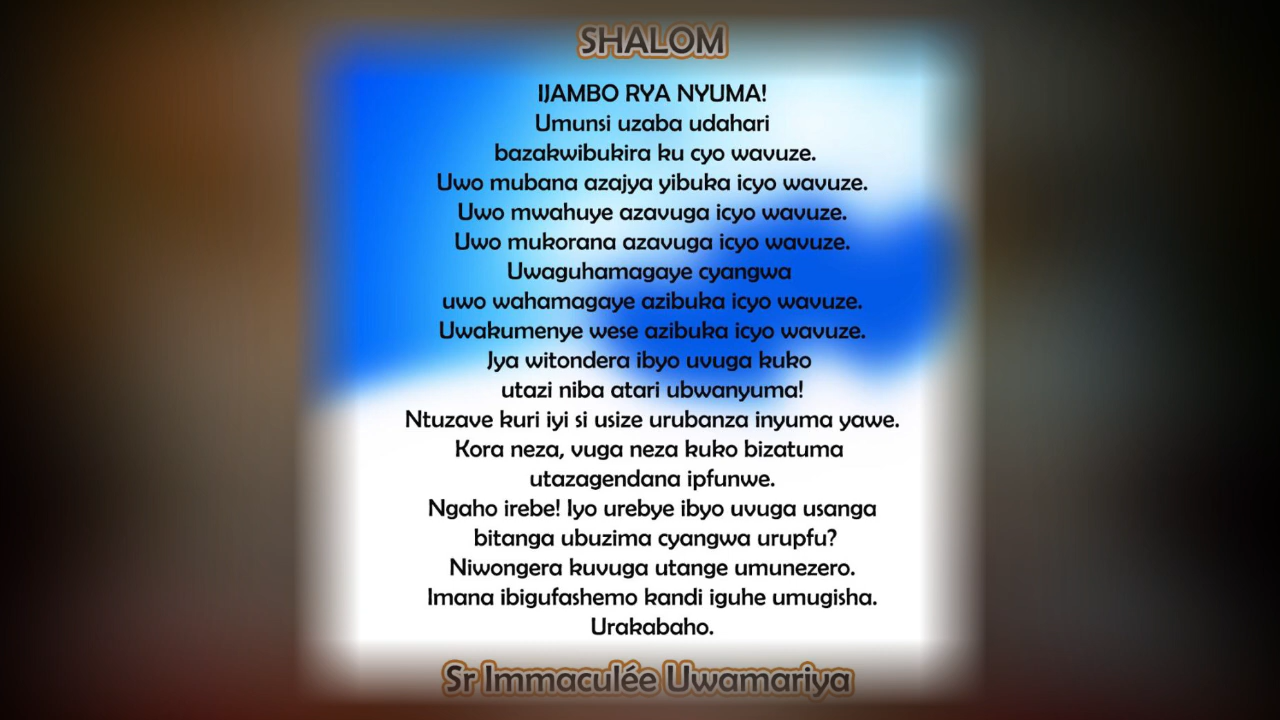 SHALOM
IJAMBO RYA NYUMA!
Umunsi uzaba udahari
bazakwibukira ku cyo wavuze.
Uwo mubana azajya yibuka icyo wavuze.
Uwo mwahuye azavuga icyo wavuze.
Uwo mukorana azavuga icyo wavuze.
Uwaguhamagaye cyangwa
uwo wahamagaye azibuka icyo wavuze.
Uwakumenye wese azibuka icyo wavuze.
Jya witondera ibyo uvuga kuko
utazi niba atari ubwanyuma!
Ntuzave kuri iyi si usize urubanza inyuma yawe.
Kora neza, vuga neza kuko bizatuma
utazagendana ipfunwe.
Ngaho irebe! Iyo urebye ibyo uvuga usanga
bitanga ubuzima cyangwa urupfu?
Niwongera kuvuga utange umunezero.
Imana ibigufashemo kandi iguhe umugisha.
Urakabaho.
Sr Immaculée Uwamariya